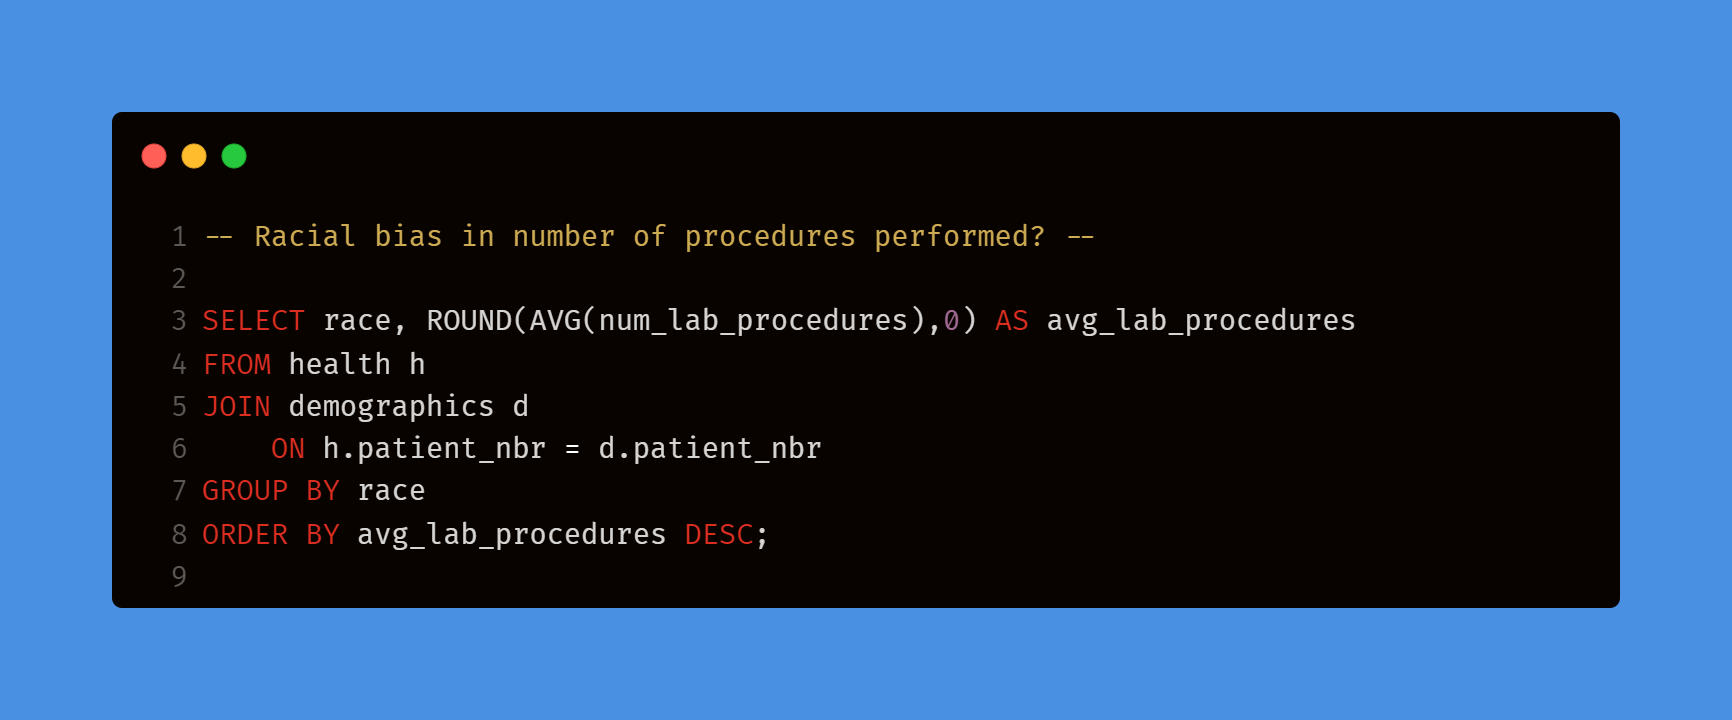 1 -- Racial bias in number of procedures performed? --
2
3 SELECT race, ROUND(AVG(num_lab_procedures),0) AS avg_lab_procedures
4 FROM health h
5 JOIN demographics d
6     ON h.patient_nbr = d.patient_nbr
7 GROUP BY race
8 ORDER BY avg_lab_procedures DESC;
9